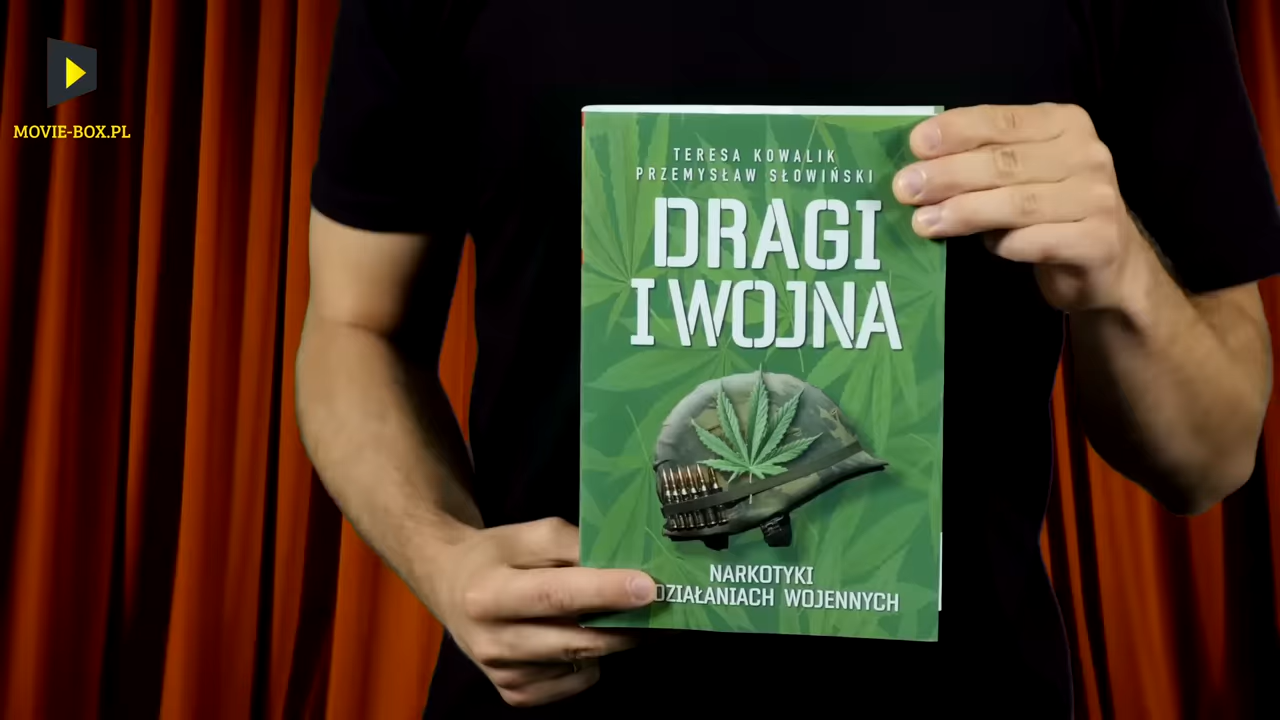 MOVIE-BOX.PL
TERESA KOWALIK
PRZEMYSŁAW SŁOWIŃSKI
DRAGI
I WOJNA
NARKOTYKI
DZIAŁANIACH WOJENNYCH